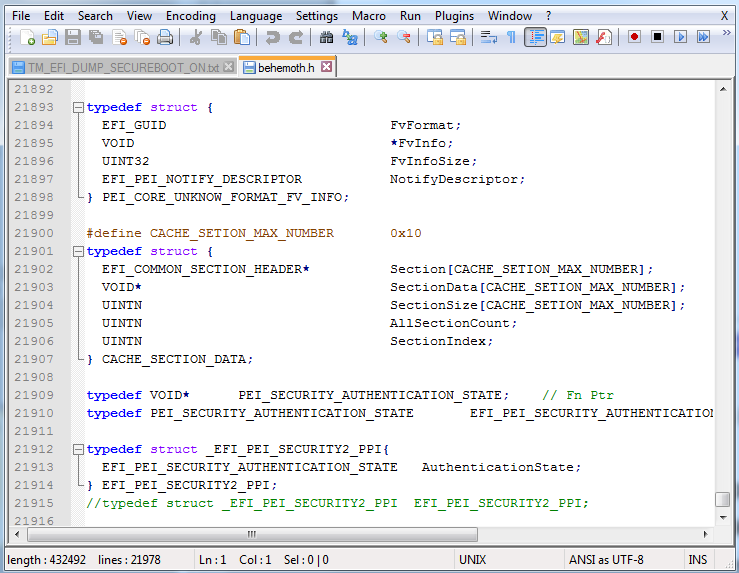 File Edit Search View Encoding Language Settings Macro Run Plugins Window ? X
TM_EFI_DUMP_SECUREBOOT_ON.txt behemoth.h
21892
21893 typedef struct {
21894 EFI_GUID FvFormat;
21895 VOID *FvInfo;
21896 UINT32 FvInfoSize;
21897 EFI_PEI_NOTIFY_DESCRIPTOR NotifyDescriptor;
21898 } PEI_CORE_UNKNOW_FORMAT_FV_INFO;
21899
21900 #define CACHE_SETION_MAX_NUMBER 0x10
21901 typedef struct {
21902 EFI_COMMON_SECTION_HEADER* Section[CACHE_SETION_MAX_NUMBER];
21903 VOID* SectionData[CACHE_SETION_MAX_NUMBER];
21904 UINTN SectionSize[CACHE_SETION_MAX_NUMBER];
21905 UINTN AllSectionCount;
21906 UINTN SectionIndex;
21907 } CACHE_SECTION_DATA;
21908
21909 typedef VOID* PEI_SECURITY_AUTHENTICATION_STATE; // Fn Ptr
21910 typedef PEI_SECURITY_AUTHENTICATION_STATE EFI_PEI_SECURITY_AUTHENTICATION
21911
21912 typedef struct _EFI_PEI_SECURITY2_PPI{
21913 EFI_PEI_SECURITY_AUTHENTICATION_STATE AuthenticationState;
21914 } EFI_PEI_SECURITY2_PPI;
21915 //typedef struct _EFI_PEI_SECURITY2_PPI EFI_PEI_SECURITY2_PPI;
21916
length : 432492 lines : 21978 Ln : 1 Col : 1 Sel : 0 | 0 UNIX ANSI as UTF-8 INS